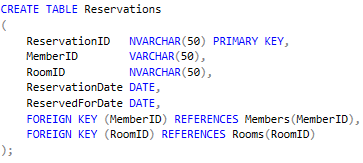 CREATE TABLE Reservations
(
    ReservationID   NVARCHAR(50) PRIMARY KEY,
    MemberID        VARCHAR(50),
    RoomID          NVARCHAR(50),
    ReservationDate DATE,
    ReservedForDate DATE,
    FOREIGN KEY (MemberID) REFERENCES Members(MemberID),
    FOREIGN KEY (RoomID) REFERENCES Rooms(RoomID)
);